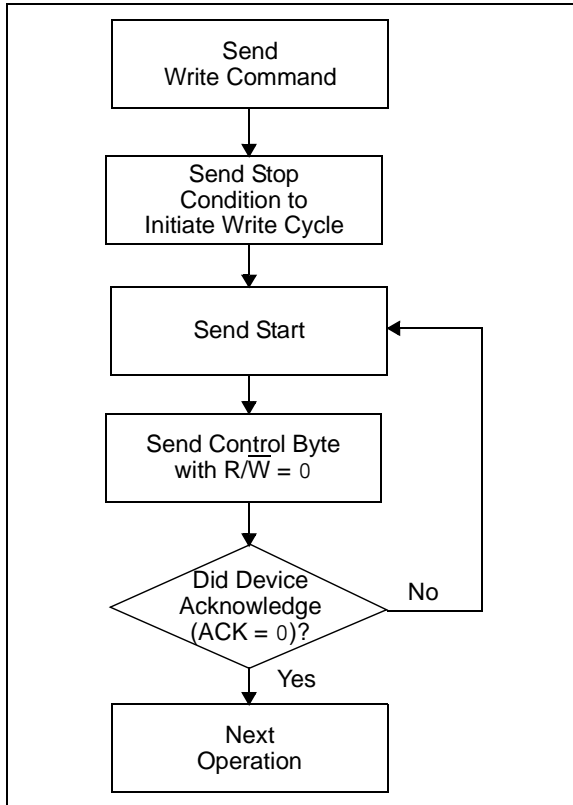 Send
Write Command
Send Stop
Condition to
Initiate Write Cycle
Send Start
Send Control Byte
with R/W̅ = 0
Did Device
Acknowledge
(ACK = 0)?
No
Yes
Next
Operation